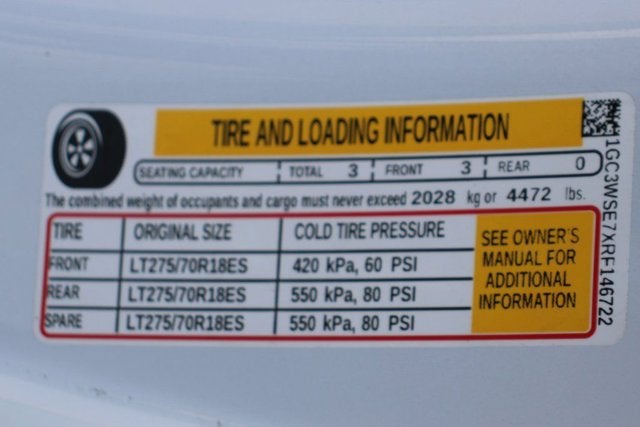 TIRE AND LOADING INFORMATION
SEATING CAPACITY TOTAL 3 FRONT 3 REAR 0
The combined weight of occupants and cargo must never exceed 2028 kg or 4472 lbs.
TIRE ORIGINAL SIZE COLD TIRE PRESSURE
FRONT LT275/70R18ES 420 kPa, 60 PSI
REAR LT275/70R18ES 550 kPa, 80 PSI
SPARE LT275/70R18ES 550 kPa, 80 PSI
SEE OWNER'S
MANUAL FOR
ADDITIONAL
INFORMATION
1GC3WSE7XRF146722